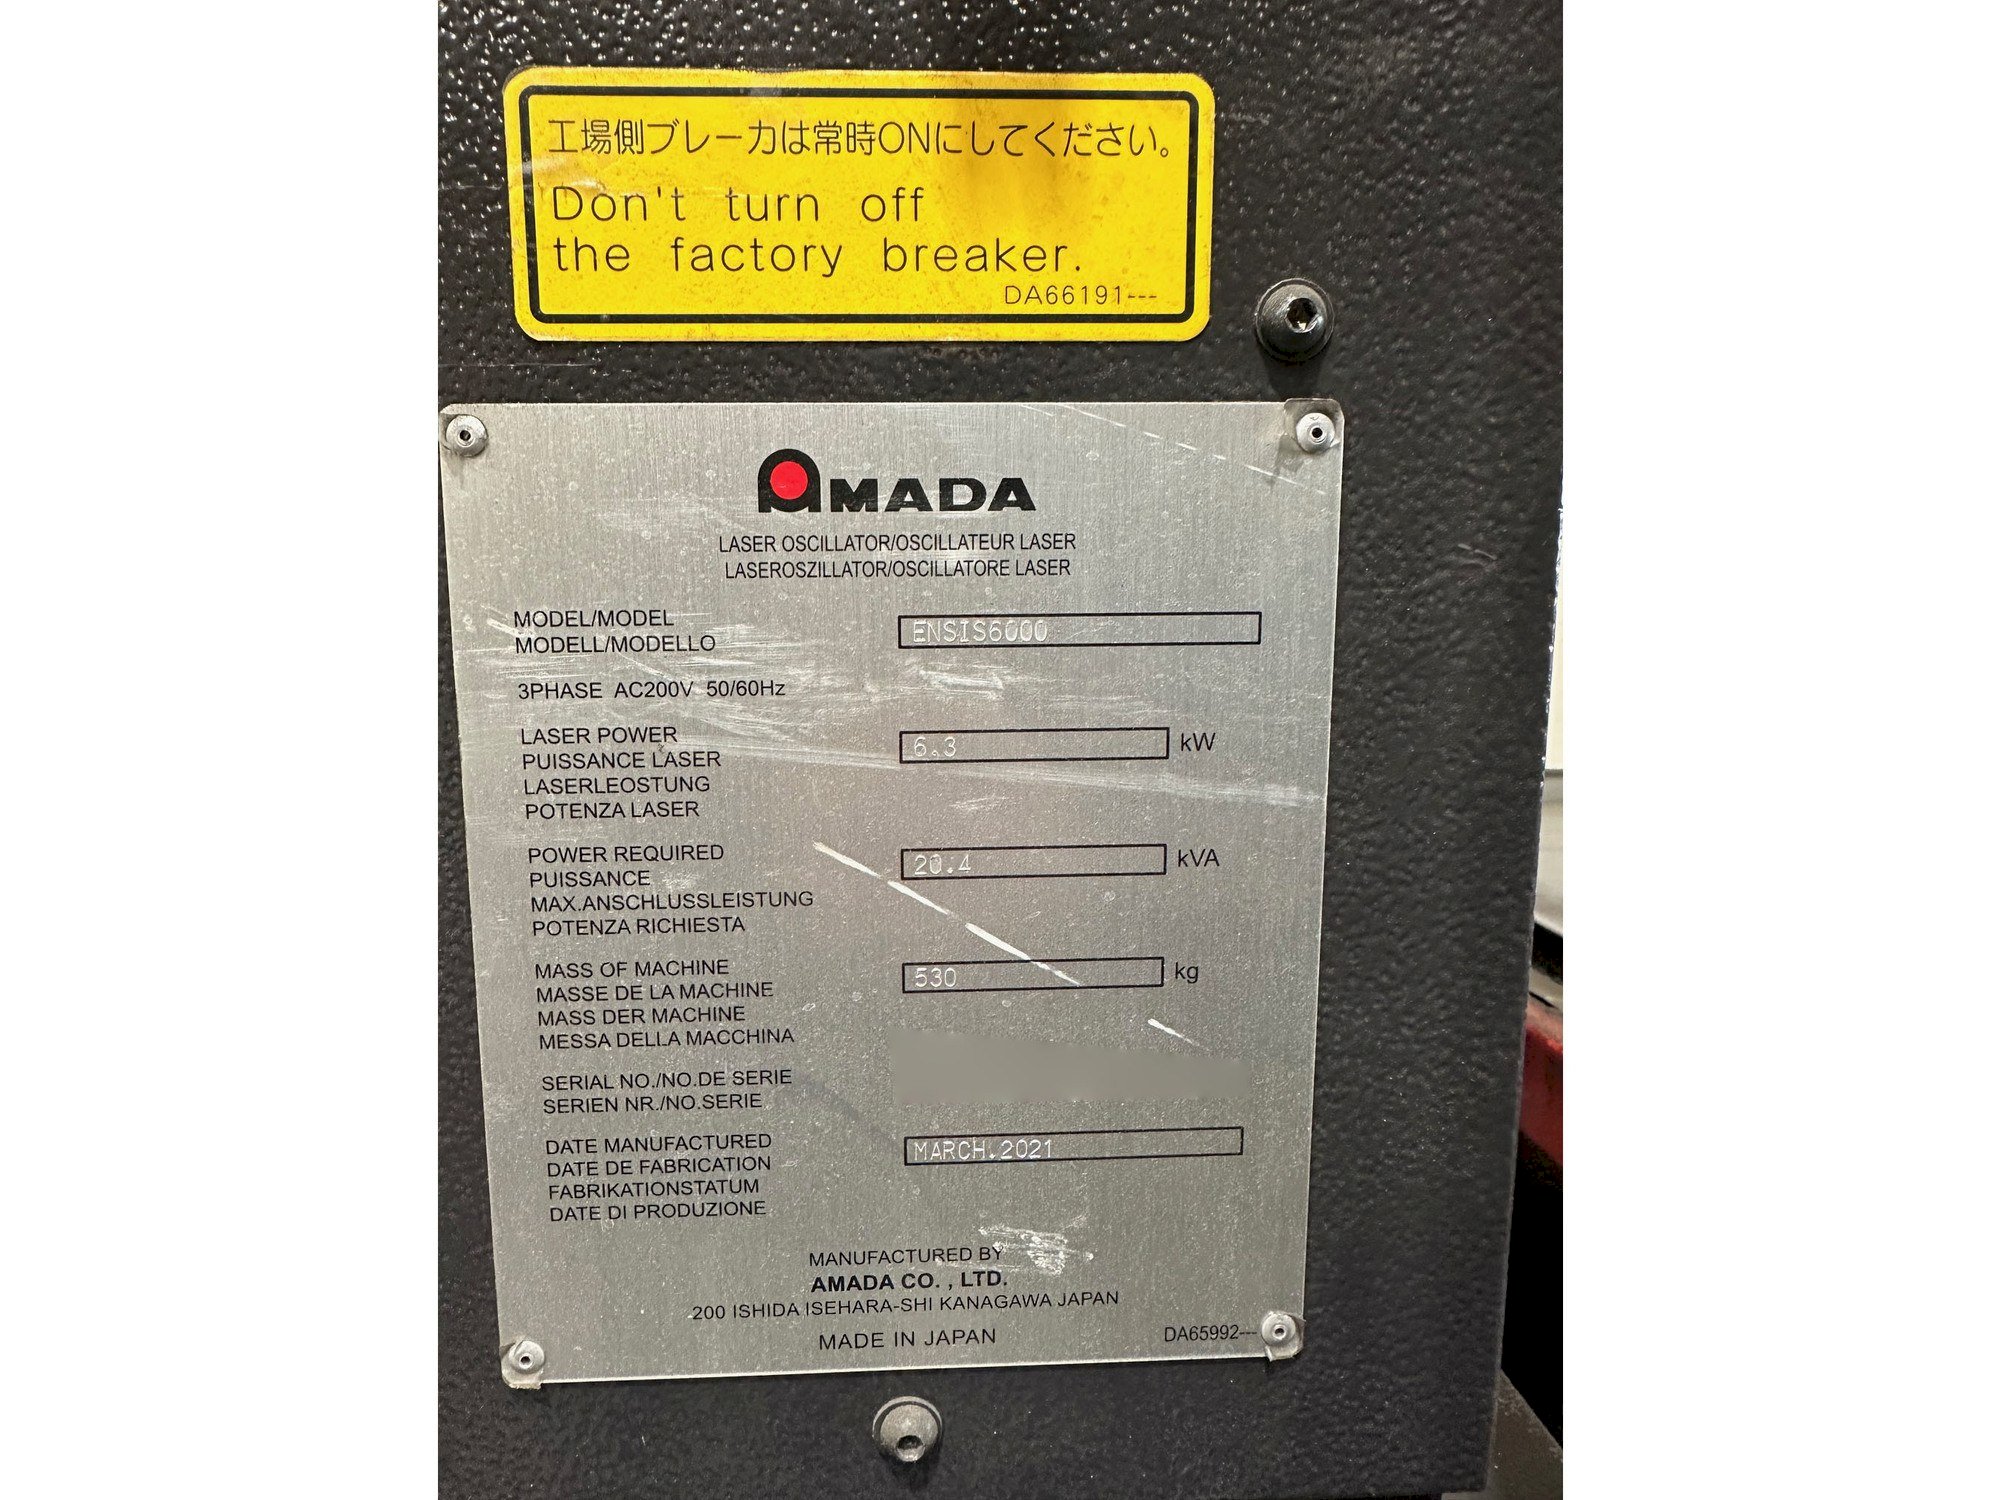 工場側ブレーカは常時ONにしてください。
Don't turn off
the factory breaker.
DA66191---
AMADA
LASER OSCILLATOR/OSCILLATEUR LASER
LASEROSZILLATOR/OSCILLATORE LASER
MODEL/MODEL
MODELL/MODELLO
ENSIS6000
3PHASE AC200V 50/60Hz
LASER POWER
PUISSANCE LASER
LASERLEOSTUNG
POTENZA LASER
6.3 kW
POWER REQUIRED
PUISSANCE
MAX.ANSCHLUSSLEISTUNG
POTENZA RICHIESTA
20.4 kVA
MASS OF MACHINE
MASSE DE LA MACHINE
MASS DER MACHINE
MESSA DELLA MACCHINA
530 kg
SERIAL NO./NO.DE SERIE
SERIEN NR./NO.SERIE
DATE MANUFACTURED
DATE DE FABRICATION
FABRIKATIONSTATUM
DATE DI PRODUZIONE
MARCH.2021
MANUFACTURED BY
AMADA CO. , LTD.
200 ISHIDA ISEHARA-SHI KANAGAWA JAPAN
MADE IN JAPAN
DA65992---